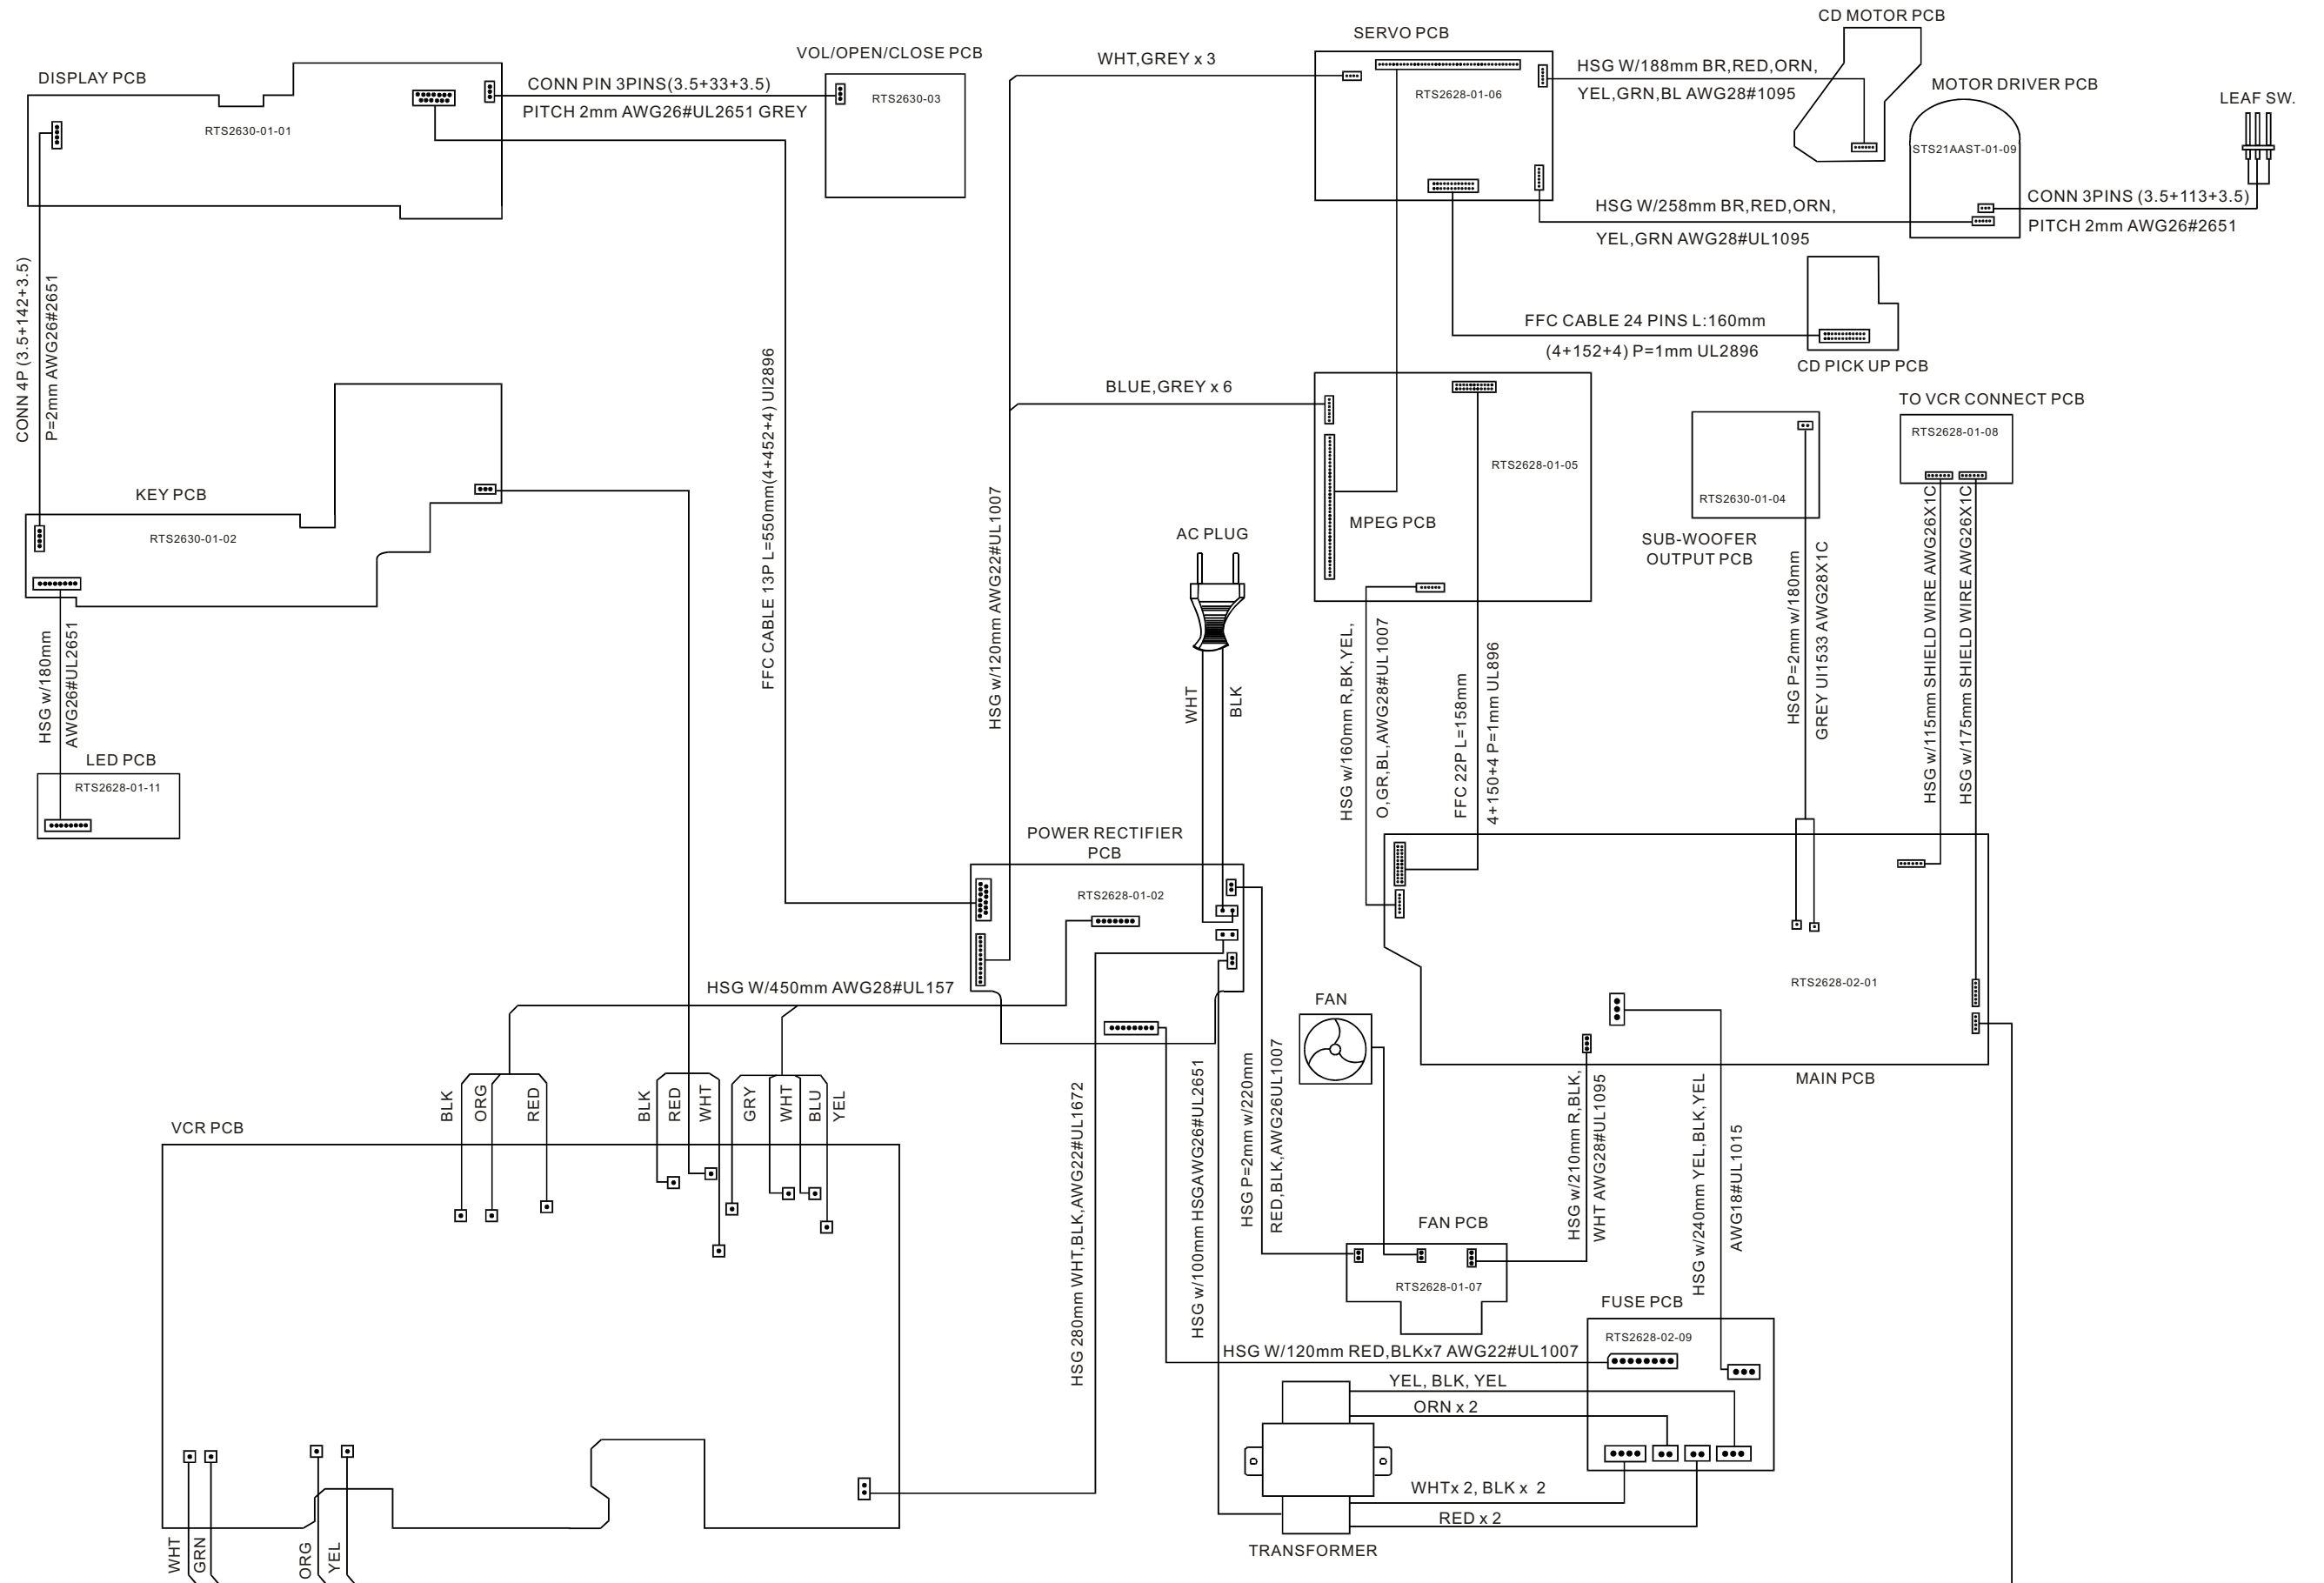 DISPLAY PCB
RTS2630-01-01
CONN PIN 3PINS(3.5+33+3.5)
PITCH 2mm AWG26#UL2651 GREY
VOL/OPEN/CLOSE PCB
RTS2630-03
WHT,GREY x 3
SERVO PCB
RTS2628-01-06
HSG W/188mm BR,RED,ORN,
YEL,GRN,BL AWG28#1095
CD MOTOR PCB
MOTOR DRIVER PCB
STS21AAST-01-09
LEAF SW.
CONN 3PINS (3.5+113+3.5)
PITCH 2mm AWG26#2651
HSG W/258mm BR,RED,ORN,
YEL,GRN AWG28#UL1095
FFC CABLE 24 PINS L:160mm
(4+152+4) P=1mm UL2896
CD PICK UP PCB
CONN 4P (3.5+142+3.5)
P=2mm AWG26#2651
KEY PCB
RTS2630-01-02
HSG w/180mm
AWG26#UL2651
LED PCB
RTS2628-01-11
FFC CABLE 13P L=550mm(4+452+4) UI2896
HSG w/120mm AWG22#UL1007
BLUE,GREY x 6
RTS2628-01-05
MPEG PCB
AC PLUG
WHT
BLK
HSG w/160mm R,BK,YEL,
O,GR,BL,AWG28#UL1007
FFC 22P L=158mm
4+150+4 P=1mm UL896
RTS2630-01-04
SUB-WOOFER
OUTPUT PCB
HSG P=2mm w/180mm
GREY UI1533 AWG28X1C
TO VCR CONNECT PCB
RTS2628-01-08
HSG w/115mm SHIELD WIRE AWG26X1C
HSG w/175mm SHIELD WIRE AWG26X1C
POWER RECTIFIER
PCB
RTS2628-01-02
RTS2628-02-01
MAIN PCB
HSG W/450mm AWG28#UL157
BLK
ORG
RED
BLK
RED
WHT
GRY
WHT
BLU
YEL
VCR PCB
HSG 280mm WHT,BLK,AWG22#UL1672
HSG w/100mm HSGAWG26#UL2651
HSG P=2mm w/220mm
RED,BLK,AWG26UL1007
FAN
FAN PCB
RTS2628-01-07
HSG w/210mm R,BLK,
WHT AWG28#UL1095
HSG w/240mm YEL,BLK,YEL
AWG18#UL1015
FUSE PCB
RTS2628-02-09
HSG W/120mm RED,BLKx7 AWG22#UL1007
YEL, BLK, YEL
ORN x 2
WHTx 2, BLK x 2
RED x 2
TRANSFORMER
WHT
GRN
ORG
YEL